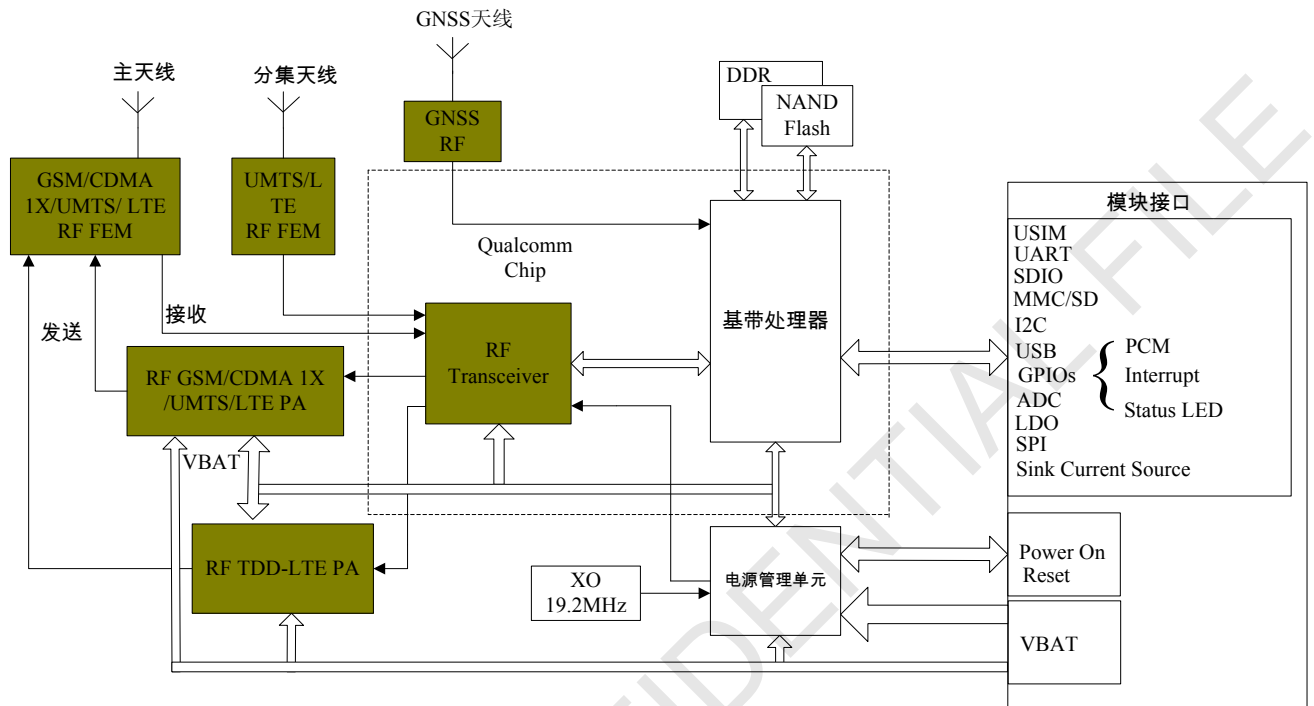 GNSS天线
主天线
分集天线
DDR
NAND
Flash
GNSS
RF
GSM/CDMA
1X/UMTS/ LTE
RF FEM
UMTS/L
TE
RF FEM
Qualcomm
Chip
模块接口
USIM
UART
SDIO
MMC/SD
I2C
USB
GPIOs
ADC
LDO
SPI
Sink Current Source
PCM
Interrupt
Status LED
发送
接收
基带处理器
RF
Transceiver
RF GSM/CDMA 1X
/UMTS/LTE PA
VBAT
RF TDD-LTE PA
XO
19.2MHz
电源管理单元
Power On
Reset
VBAT
FIDENTIAL FILE